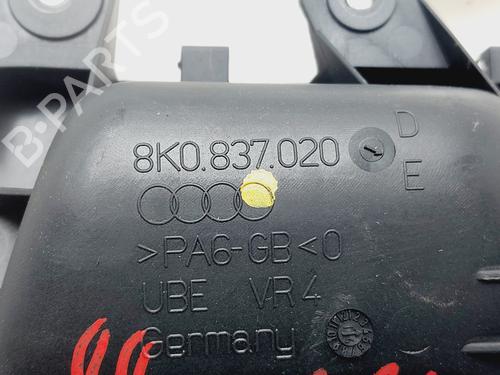 B-PARTS
8K0.837.020
D
E
>PA6-GB<0
UBE VR4
Germany